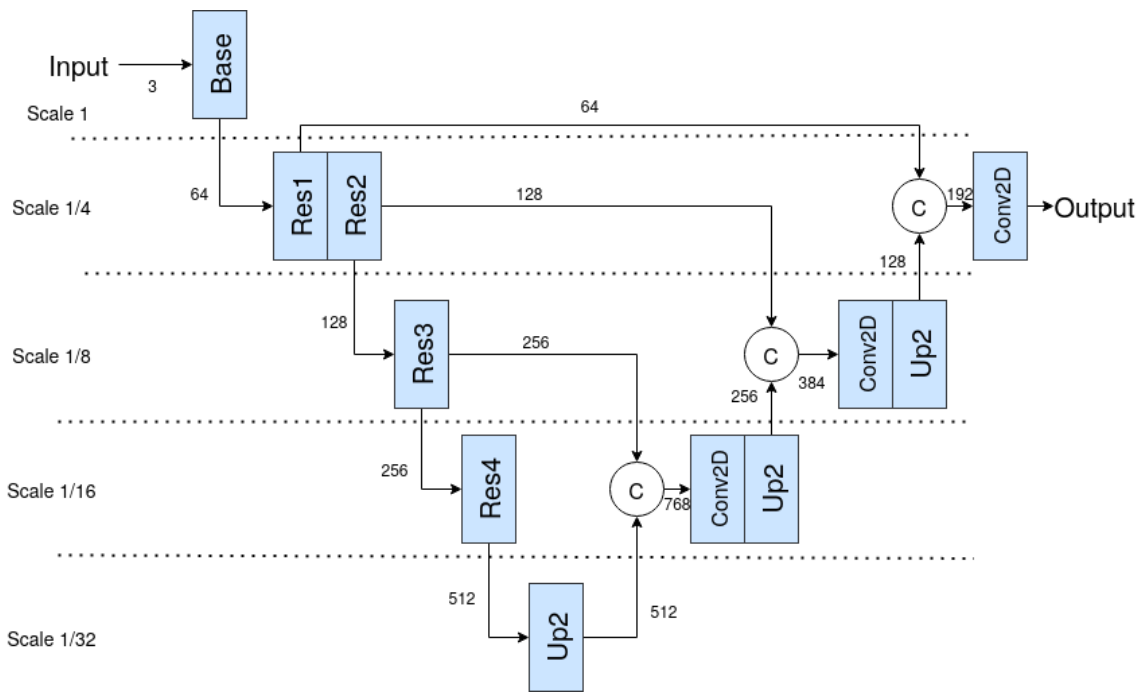 Input
3
Base
Scale 1
64
64
Scale 1/4
Res1
Res2
128
C
192
Conv2D
Output
128
128
Scale 1/8
Res3
256
C
384
Conv2D
Up2
256
256
Scale 1/16
Res4
C
768
Conv2D
Up2
512
512
Scale 1/32
Up2